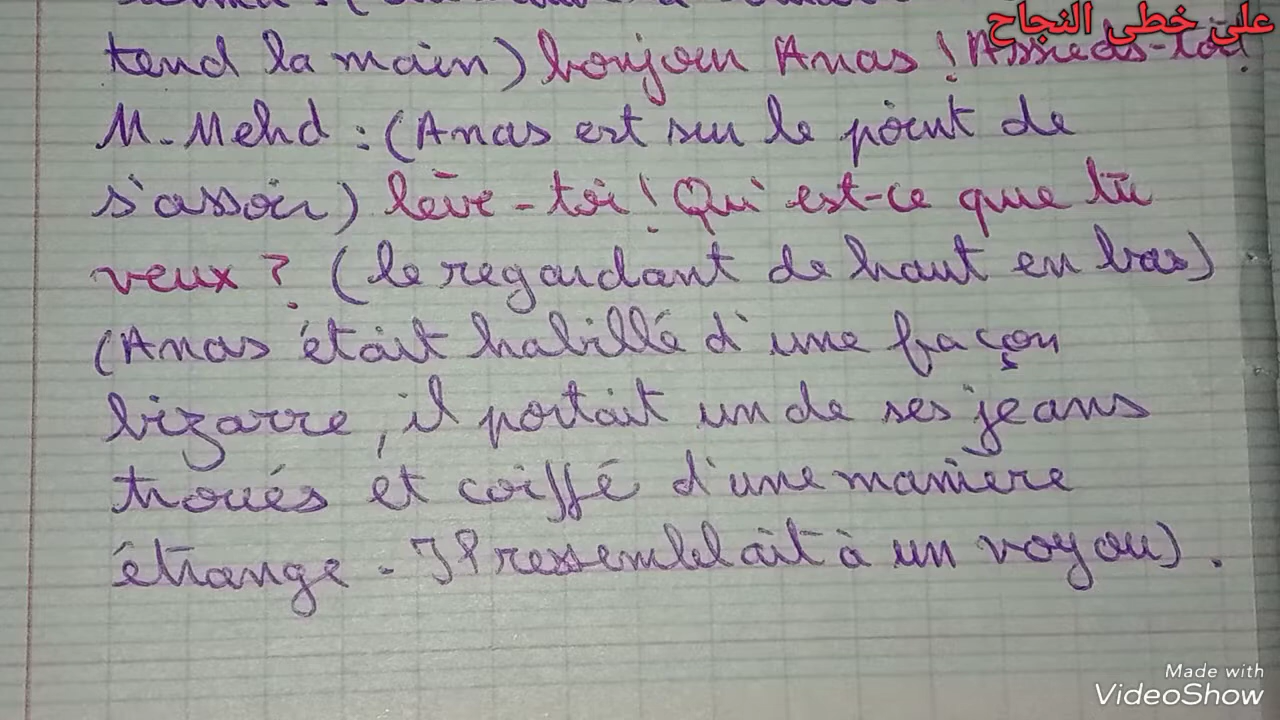 على خطى النجاح
tend la main) bonjour Anas ! Assieds-toi!
M. Mehd : (Anas est sur le point de
s'assoir) lève-toi ! Qui est-ce que tu
veux ? (le regardant de haut en bas)
(Anas était habillé d'une façon
bizarre, il portait un de ses jeans
troués et coiffé d'une manière
étrange. Il ressemblait à un voyou).
Made with
VideoShow